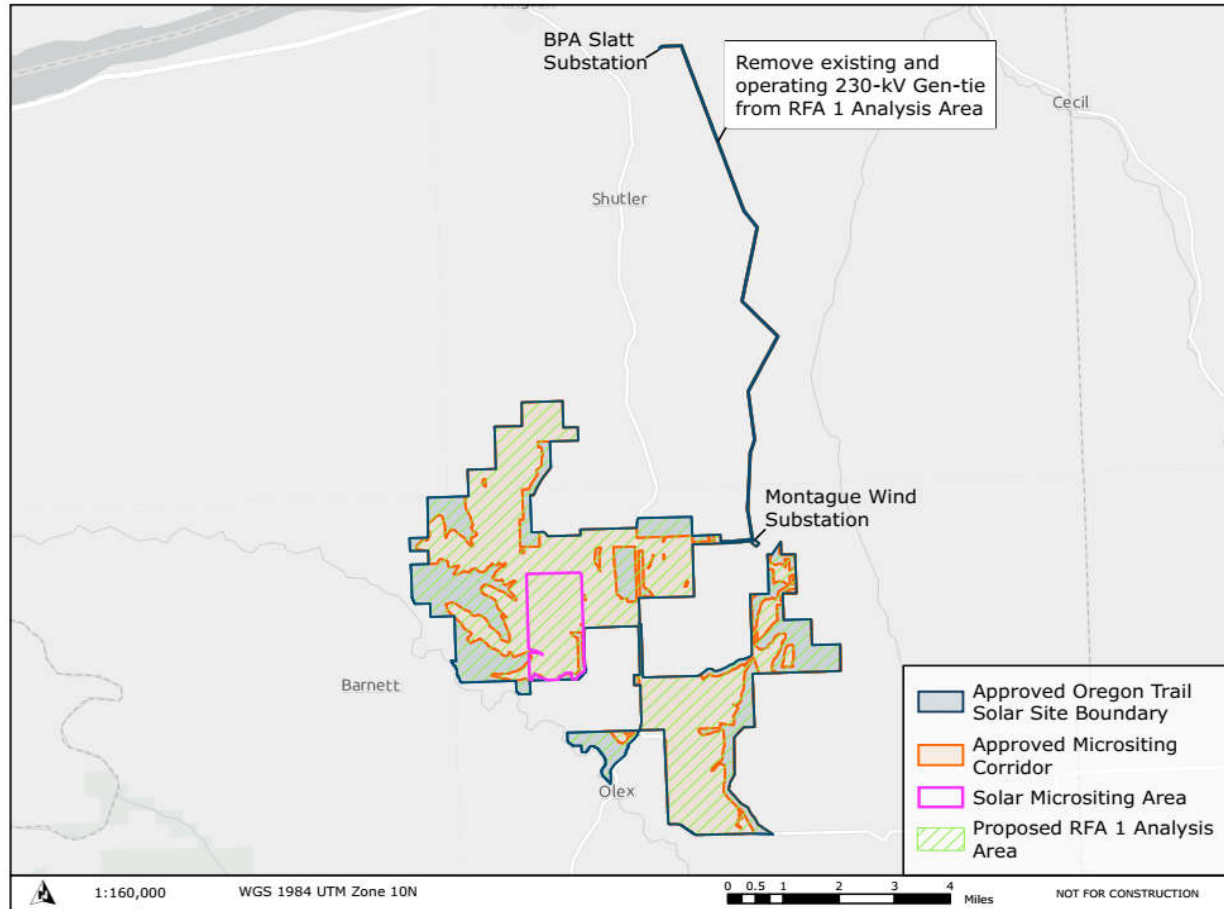 BPA Slatt
Substation
Remove existing and
operating 230-kV Gen-tie
from RFA 1 Analysis Area
Cecil
Shutler
Montague Wind
Substation
Barnett
Olex
Approved Oregon Trail
Solar Site Boundary
Approved Micrositing
Corridor
Solar Micrositing Area
Proposed RFA 1 Analysis
Area
1:160,000
WGS 1984 UTM Zone 10N
0 0.5 1 2 3 4
Miles
NOT FOR CONSTRUCTION